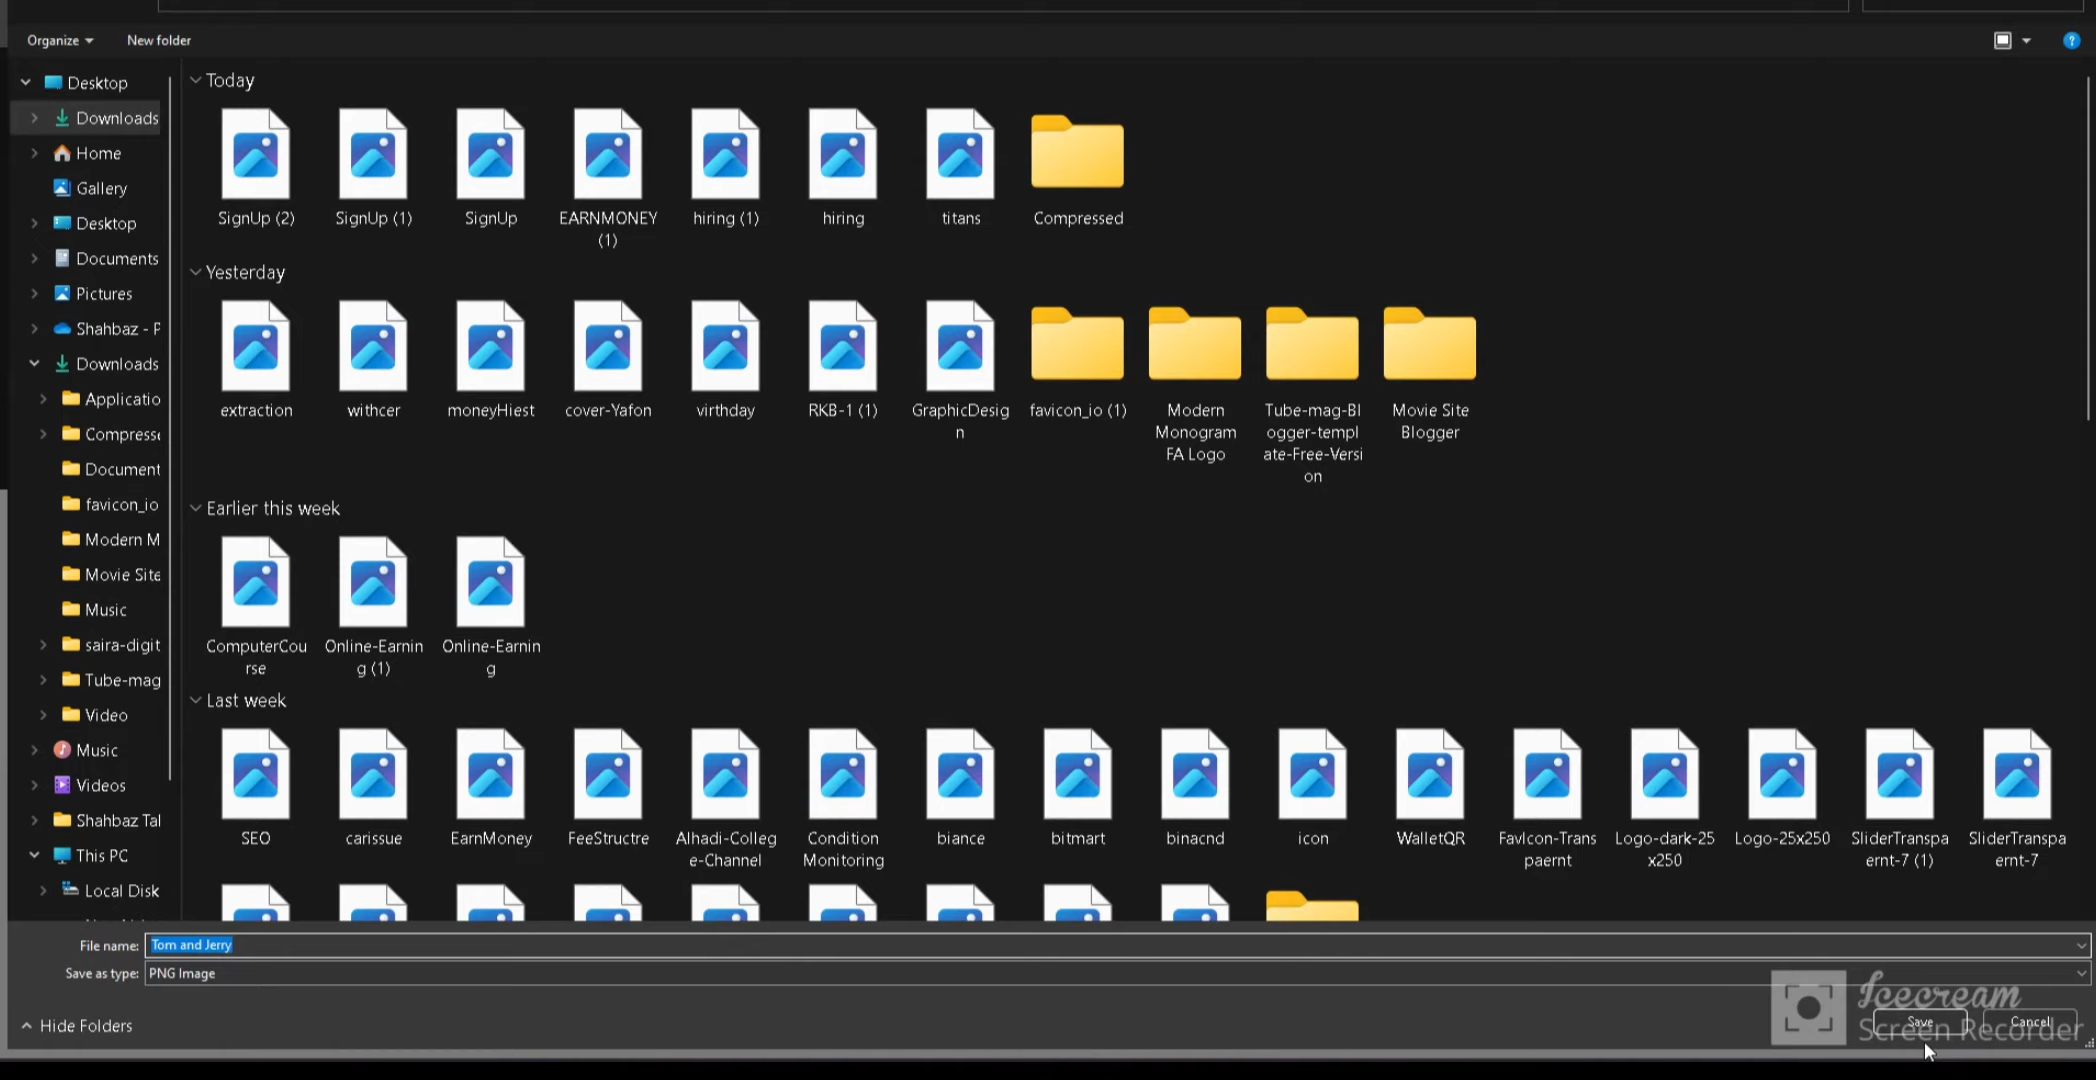 Organize
New folder
Desktop
Downloads
Home
Gallery
Desktop
Documents
Pictures
Shahbaz - P
Downloads
Applicatio
Compresse
Document
favicon_io
Modern M
Movie Site
Music
saira-digit
Tube-mag
Video
Music
Videos
Shahbaz Tal
This PC
Local Disk
Today
SignUp (2)
SignUp (1)
SignUp
EARNMONEY
(1)
hiring (1)
hiring
titans
Compressed
Yesterday
extraction
withcer
moneyHiest
cover-Yafon
virthday
RKB-1 (1)
GraphicDesig
n
favicon_io (1)
Modern
Monogram
FA Logo
Tube-mag-Bl
ogger-templ
ate-Free-Versi
on
Movie Site
Blogger
Earlier this week
ComputerCou
rse
Online-Earnin
g (1)
Online-Earnin
g
Last week
SEO
carissue
EarnMoney
FeeStructre
Alhadi-Colleg
e-Channel
Condition
Monitoring
biance
bitmart
binacnd
icon
WalletQR
FavIcon-Trans
paernt
Logo-dark-25
x250
Logo-25x250
SliderTranspa
ernt-7 (1)
SliderTranspa
ernt-7
File name: Tom and Jerry
Save as type: PNG Image
Hide Folders
Save
Cancel
Icecream
Screen Recorder